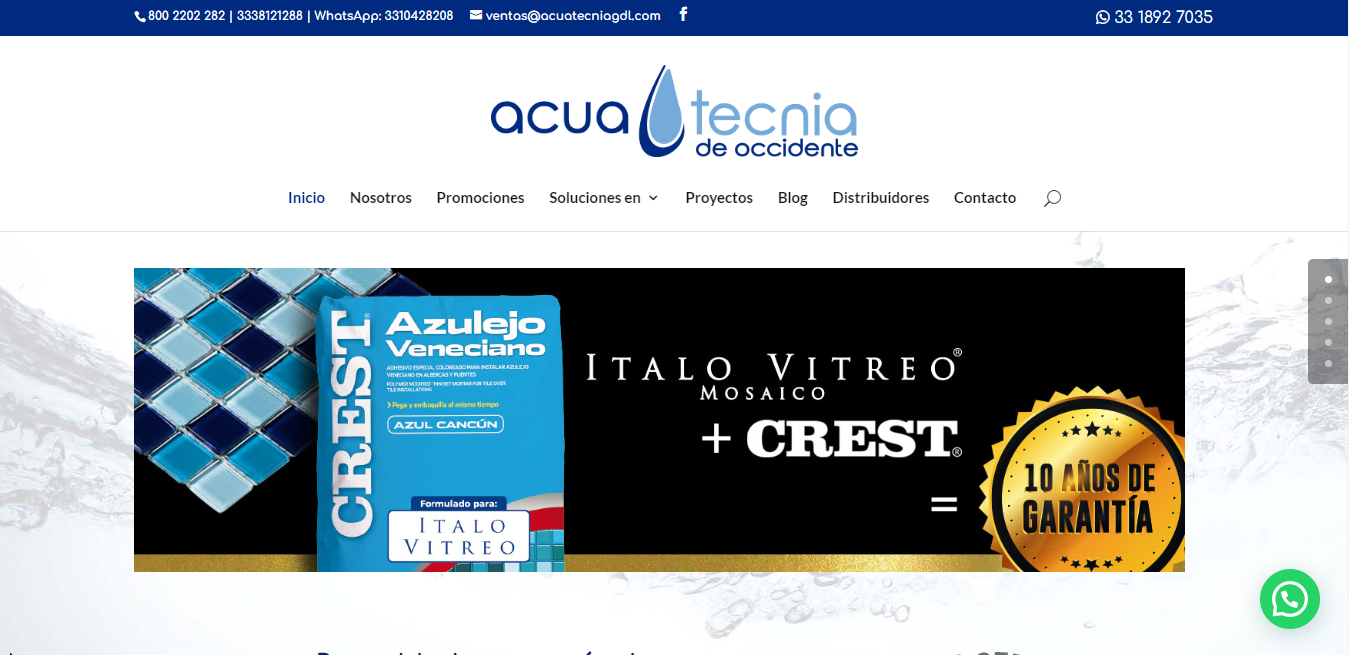 800 2202 282 | 3338121288 | WhatsApp: 3310428208 ventas@acuatecniagdl.com 33 1892 7035
acua tecnia
de occidente
Inicio Nosotros Promociones Soluciones en Proyectos Blog Distribuidores Contacto
CREST®
Azulejo
Veneciano
ADHESIVO ESPECIAL COLOREADO PARA INSTALAR AZULEJO
VENECIANO EN ALBERCAS Y FUENTES
POLYMER MODIFIED THIN SET MORTAR FOR TILE OVER
TILE INSTALLATIONS
Pega y emboquilla al mismo tiempo
AZUL CANCÚN
Formulado para:
ITALO
VITREO
ITALO VITREO®
MOSAICO
+ CREST®
=
10 AÑOS DE
GARANTÍA